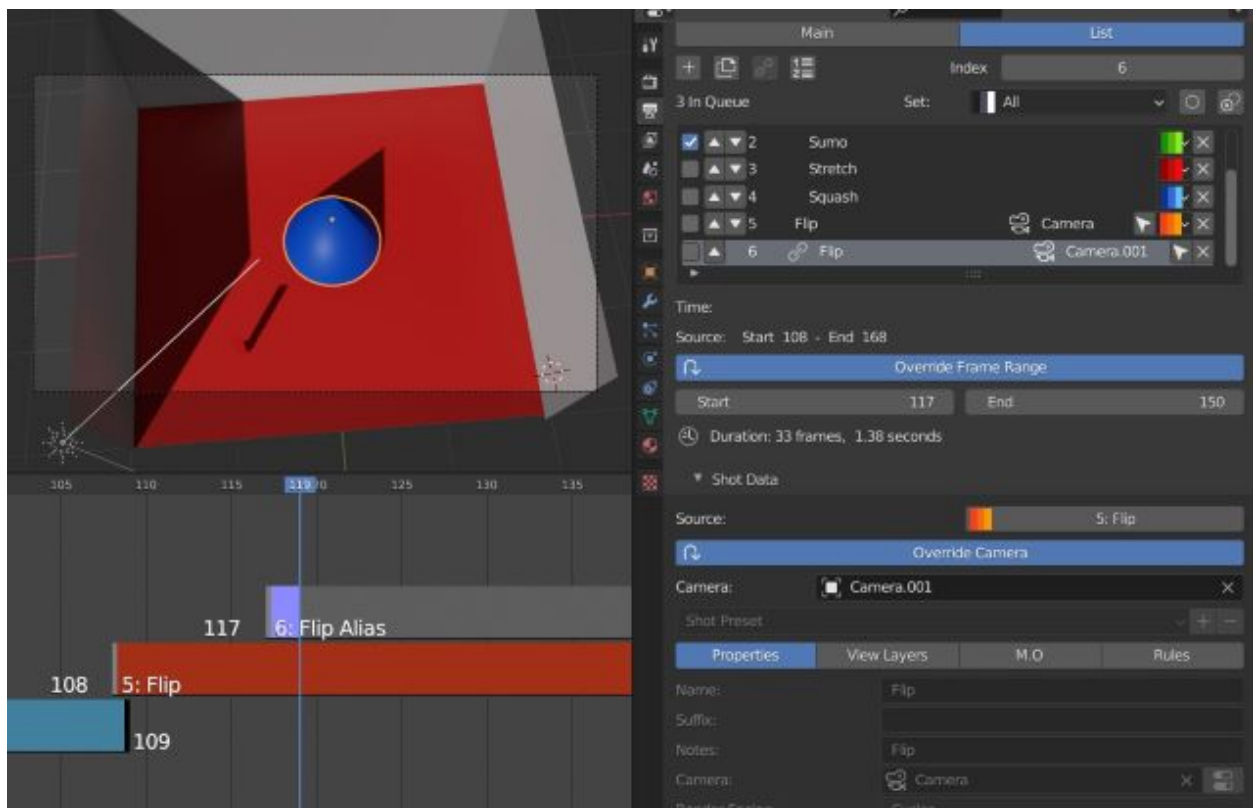 Main List
Index 6
3 In Queue Set: All
2 Sumo
3 Stretch
4 Squash
5 Flip Camera
6 Flip Camera.001
Time:
Source: Start 108 - End 168
Override Frame Range
Start 117 End 150
Duration: 33 frames, 1.38 seconds
Shot Data
Source: 5: Flip
Override Camera
Camera: Camera.001
Shot Preset
Properties View Layers M.O Rules
Name: Flip
Suffix:
Notes: Flip
Camera: Camera
105 110 115 119 125 130 135
117 6: Flip Alias
108 5: Flip
109